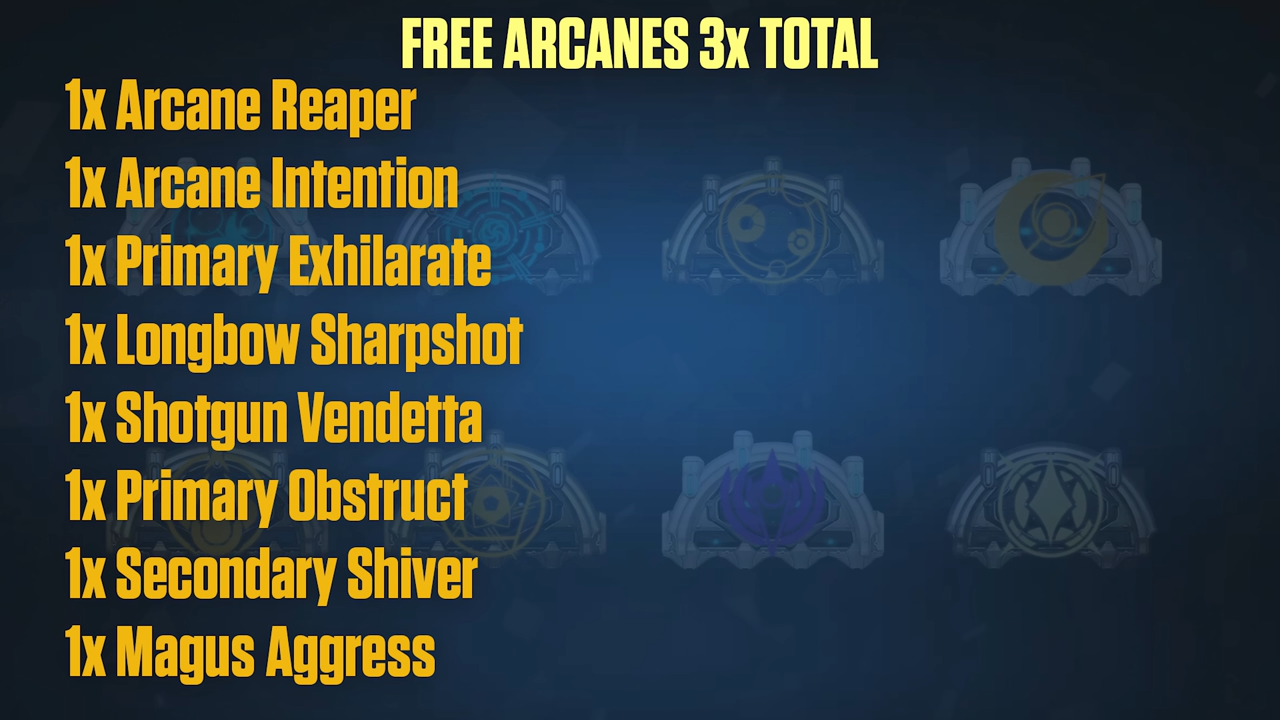 FREE ARCANES 3x TOTAL
1x Arcane Reaper
1x Arcane Intention
1x Primary Exhilarate
1x Longbow Sharpshot
1x Shotgun Vendetta
1x Primary Obstruct
1x Secondary Shiver
1x Magus Aggress